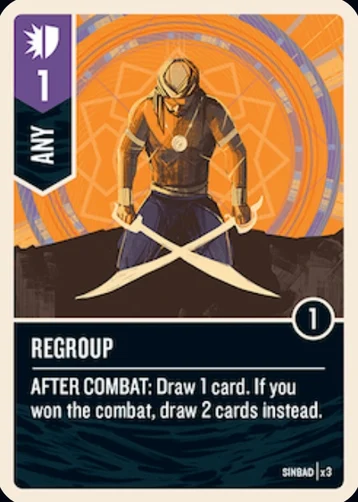 1
ANY
1
REGROUP
AFTER COMBAT: Draw 1 card. If you
won the combat, draw 2 cards instead.
SINBAD | x3